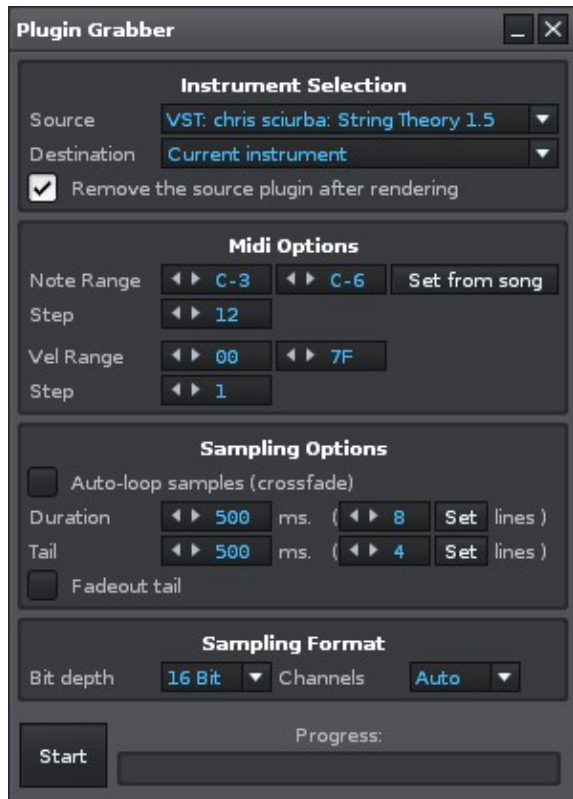 Plugin Grabber
Instrument Selection
Source VST: chris sciurba: String Theory 1.5
Destination Current instrument
Remove the source plugin after rendering
Midi Options
Note Range C-3 C-6 Set from song
Step 12
Vel Range 00 7F
Step 1
Sampling Options
Auto-loop samples (crossfade)
Duration 500 ms. ( 8 Set lines )
Tail 500 ms. ( 4 Set lines )
Fadeout tail
Sampling Format
Bit depth 16 Bit Channels Auto
Progress:
Start